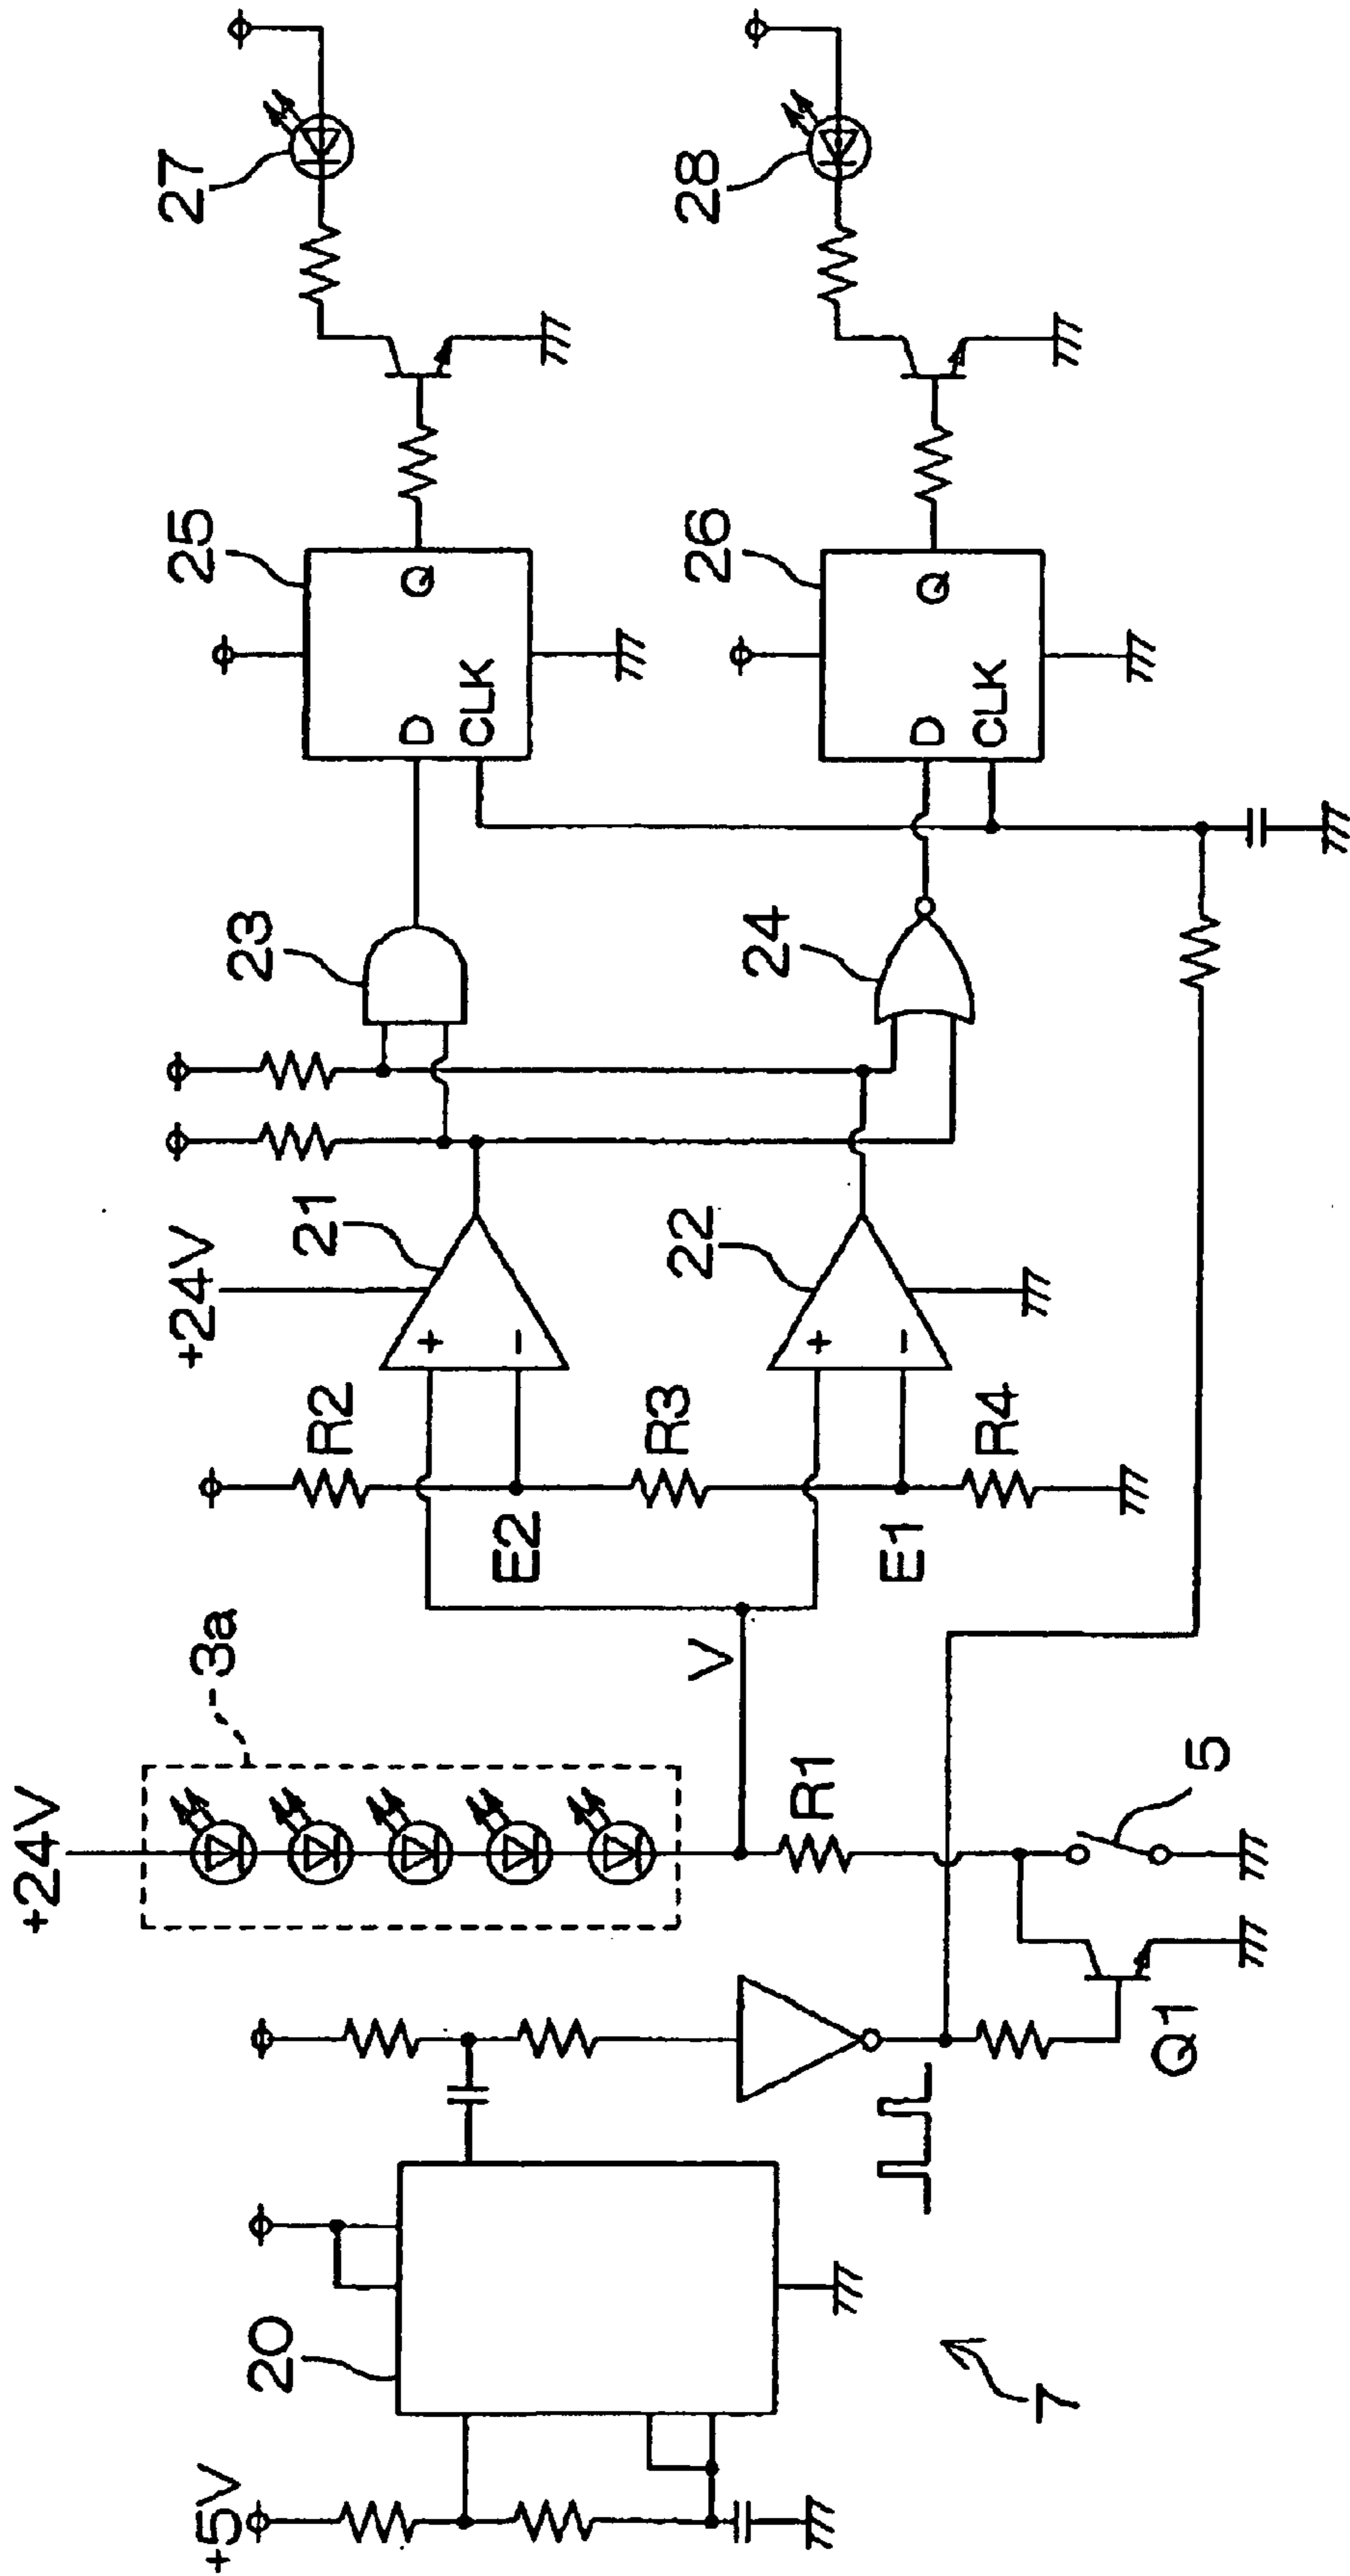 +5V
20
7
+24V
3a
V
R1
5
Q1
R2
E2
R3
E1
R4
+24V
21
+
−
22
+
−
23
24
25
D
Q
CLK
26
D
Q
CLK
27
28